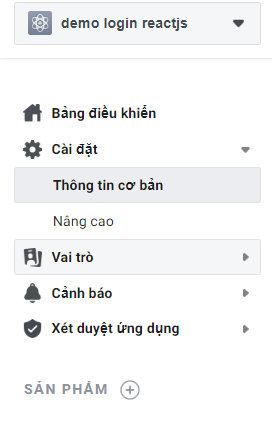 demo login reactjs
Bảng điều khiển
Cài đặt
Thông tin cơ bản
Nâng cao
Vai trò
Cảnh báo
Xét duyệt ứng dụng
SẢN PHẨM